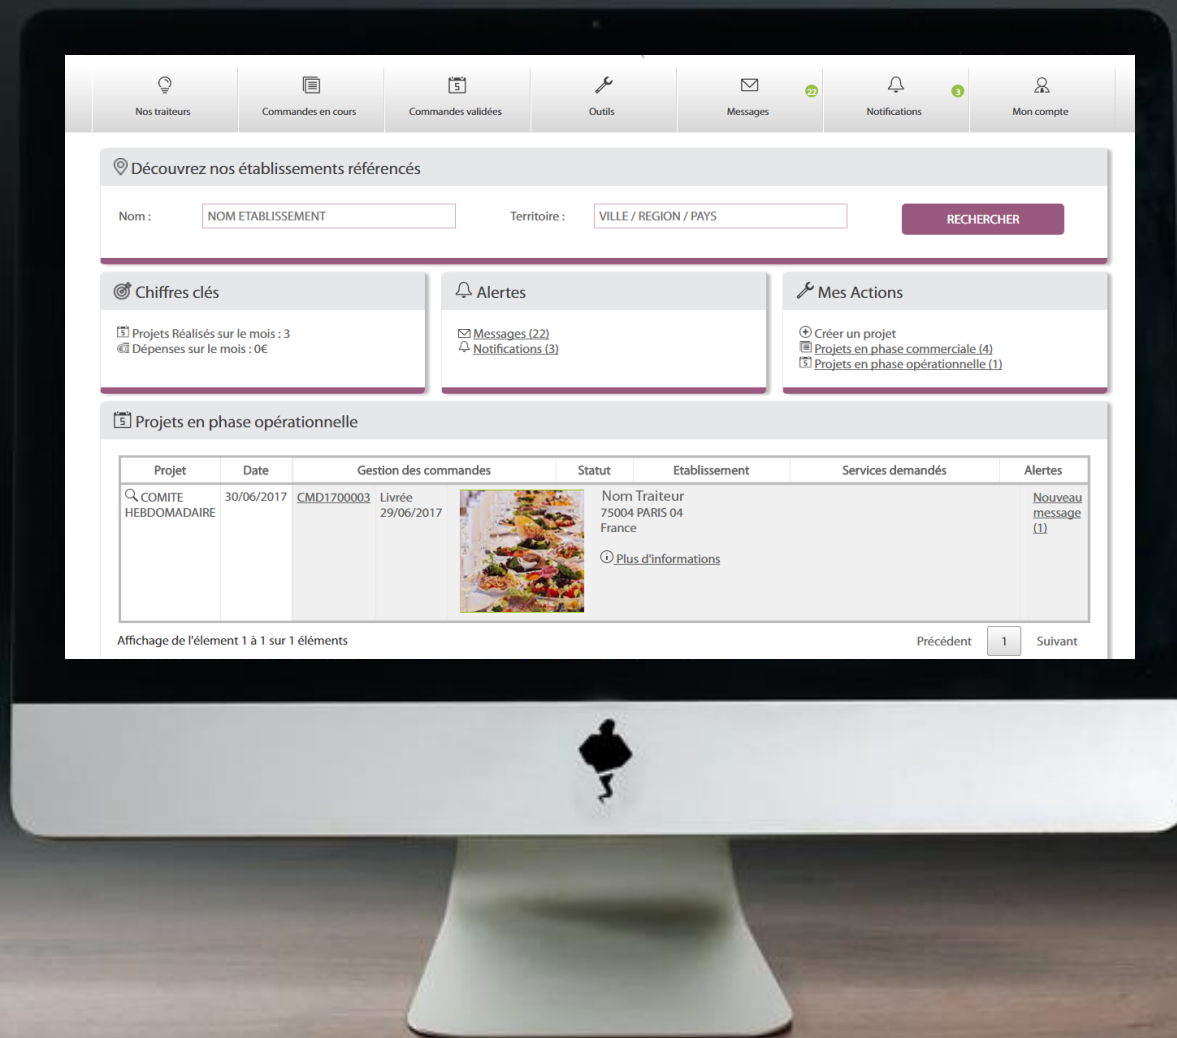 Nos traiteurs
Commandes en cours
5
Commandes validées
Outils
Messages
22
Notifications
3
Mon compte
Découvrez nos établissements référencés
Nom :
NOM ETABLISSEMENT
Territoire :
VILLE / REGION / PAYS
RECHERCHER
Chiffres clés
5 Projets Réalisés sur le mois : 3
Dépenses sur le mois : 0€
Alertes
Messages (22)
Notifications (3)
Mes Actions
Créer un projet
Projets en phase commerciale (4)
5 Projets en phase opérationnelle (1)
5 Projets en phase opérationnelle
Projet Date Gestion des commandes Statut Etablissement Services demandés Alertes
COMITE
HEBDOMADAIRE
30/06/2017
CMD1700003
Livrée
29/06/2017
Nom Traiteur
75004 PARIS 04
France
Plus d'informations
Nouveau
message
(1)
Affichage de l'élement 1 à 1 sur 1 éléments
Précédent 1 Suivant